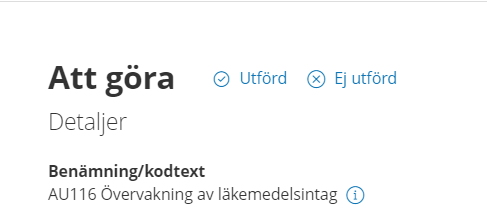 Att göra Utförd Ej utförd
Detaljer
Benämning/kodtext
AU116 Övervakning av läkemedelsintag